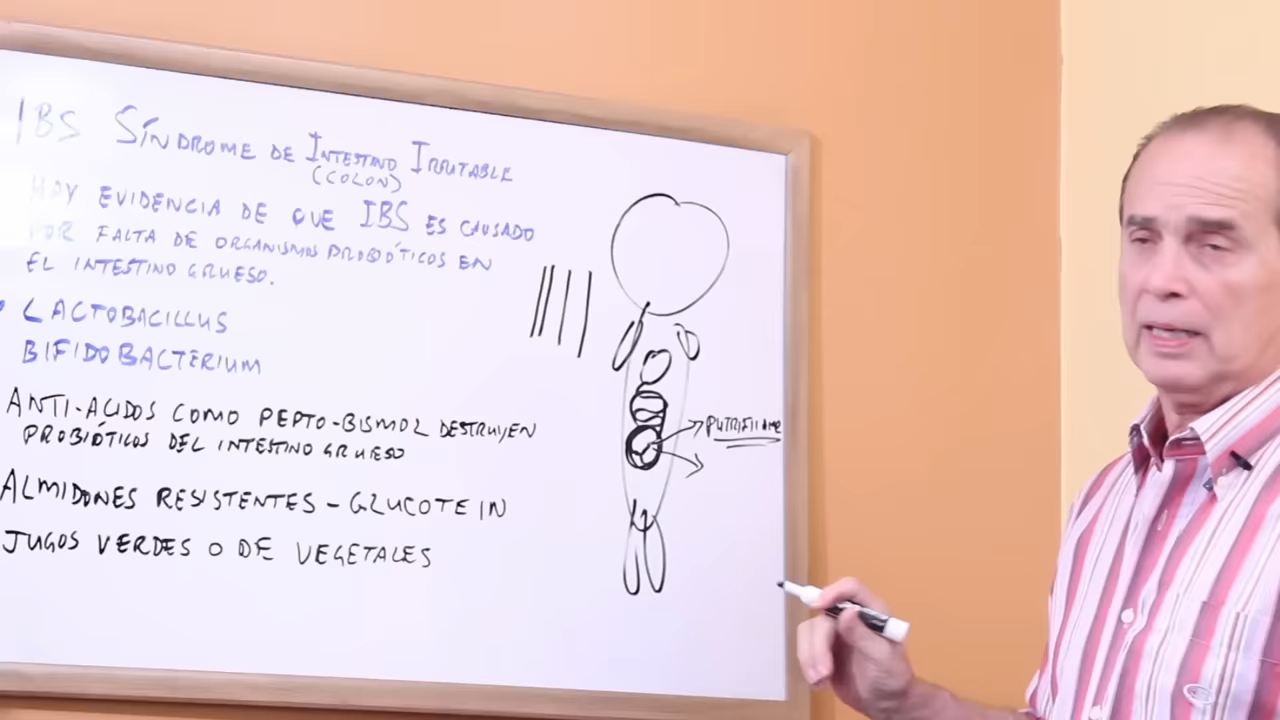 IBS SÍNDROME DE INTESTINO IRRITABLE
(COLON)
HAY EVIDENCIA DE QUE IBS ES CAUSADO
POR FALTA DE ORGANISMOS PROBIÓTICOS EN
EL INTESTINO GRUESO.
LACTOBACILLUS
BIFIDOBACTERIUM
ANTI-ACIDOS COMO PEPTO-BISMOL DESTRUYEN
PROBIÓTICOS DEL INTESTINO GRUESO
ALMIDONES RESISTENTES - GLUCOTEIN
JUGOS VERDES O DE VEGETALES